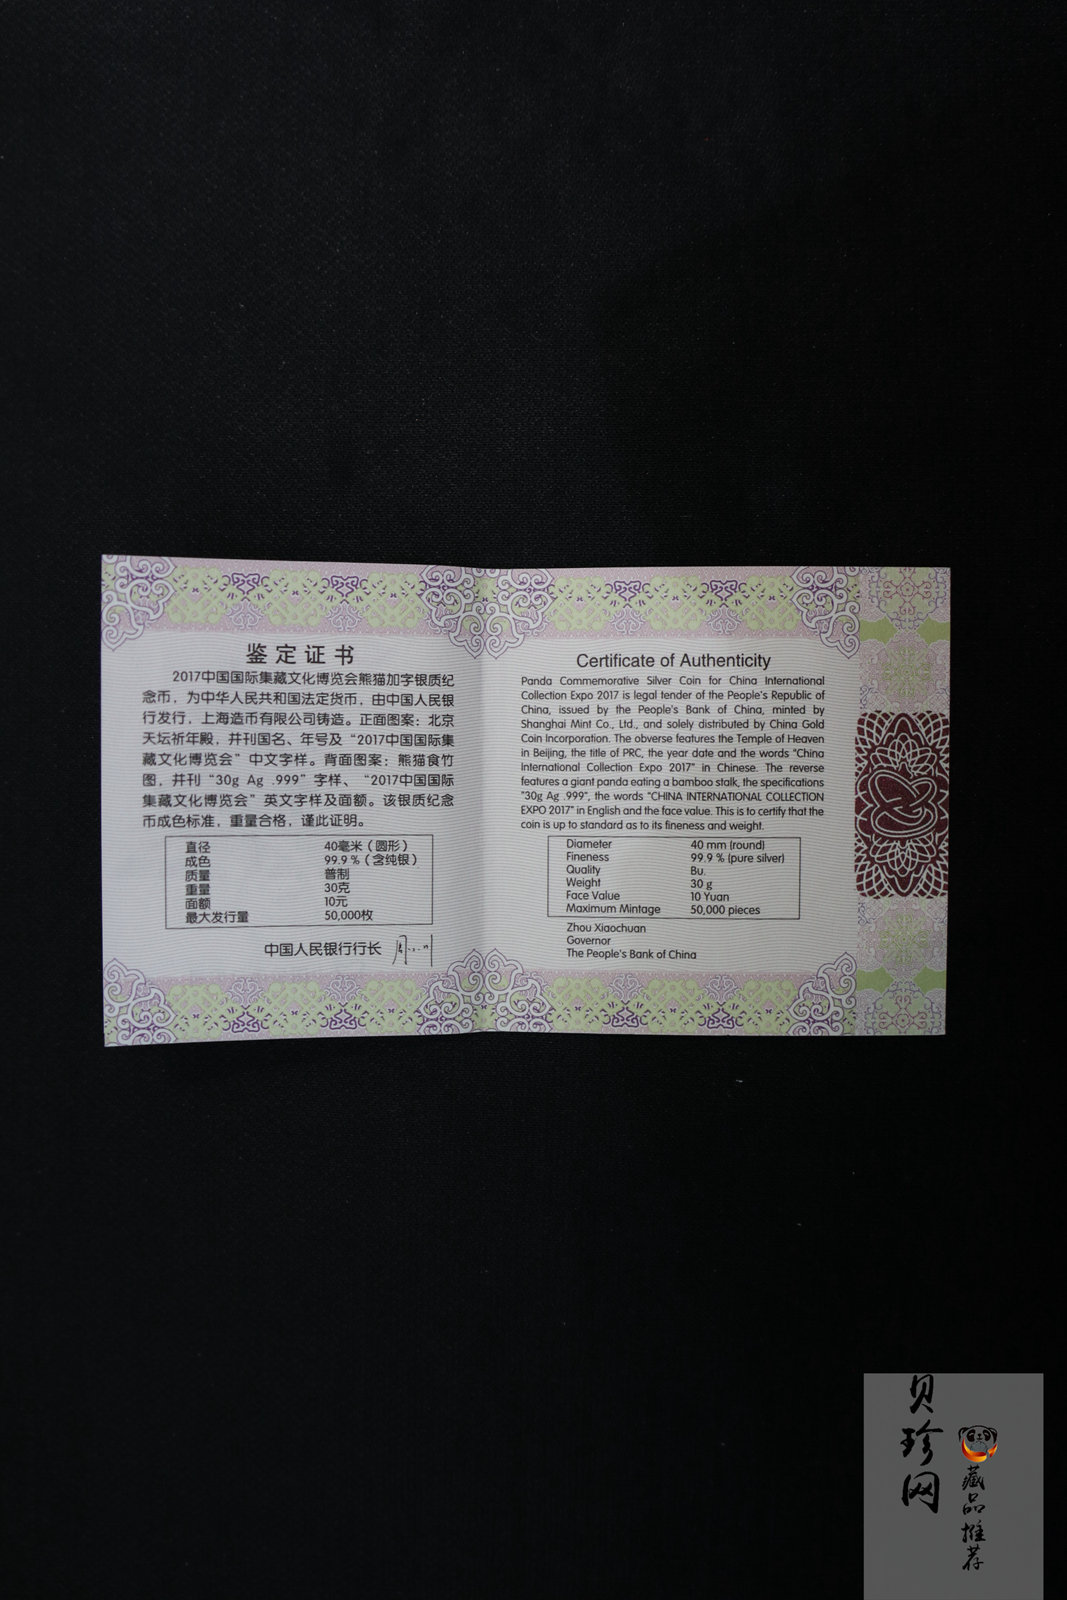 鉴定证书
2017中国国际集藏文化博览会熊猫加字银质纪
念币，为中华人民共和国法定货币，由中国人民银
行发行，上海造币有限公司铸造。正面图案：北京
天坛祈年殿，并刊国名、年号及“2017中国国际集
藏文化博览会”中文字样。背面图案：熊猫食竹
图，并刊“30g Ag .999”字样、“2017中国国际
集藏文化博览会”英文字样及面额。该银质纪念
币成色标准，重量合格，谨此证明。
直径 40毫米（圆形）
成色 99.9%（含纯银）
质量 普制
重量 30克
面额 10元
最大发行量 50,000枚
中国人民银行行长
Certificate of Authenticity
Panda Commemorative Silver Coin for China International
Collection Expo 2017 is legal tender of the People's Republic of
China, issued by the People's Bank of China, minted by
Shanghai Mint Co., Ltd., and solely distributed by China Gold
Coin Incorporation. The obverse features the Temple of Heaven
in Beijing, the title of PRC, the year date and the words "China
International Collection Expo 2017" in Chinese. The reverse
features a giant panda eating a bamboo stalk, the specifications
"30g Ag .999", the words "CHINA INTERNATIONAL COLLECTION
EXPO 2017" in English and the face value. This is to certify that the
coin is up to standard as to its fineness and weight.
Diameter 40 mm (round)
Fineness 99.9 % (pure silver)
Quality Bu.
Weight 30 g
Face Value 10 Yuan
Maximum Mintage 50,000 pieces
Zhou Xiaochuan
Governor
The People's Bank of China
贝珍网
藏品推荐